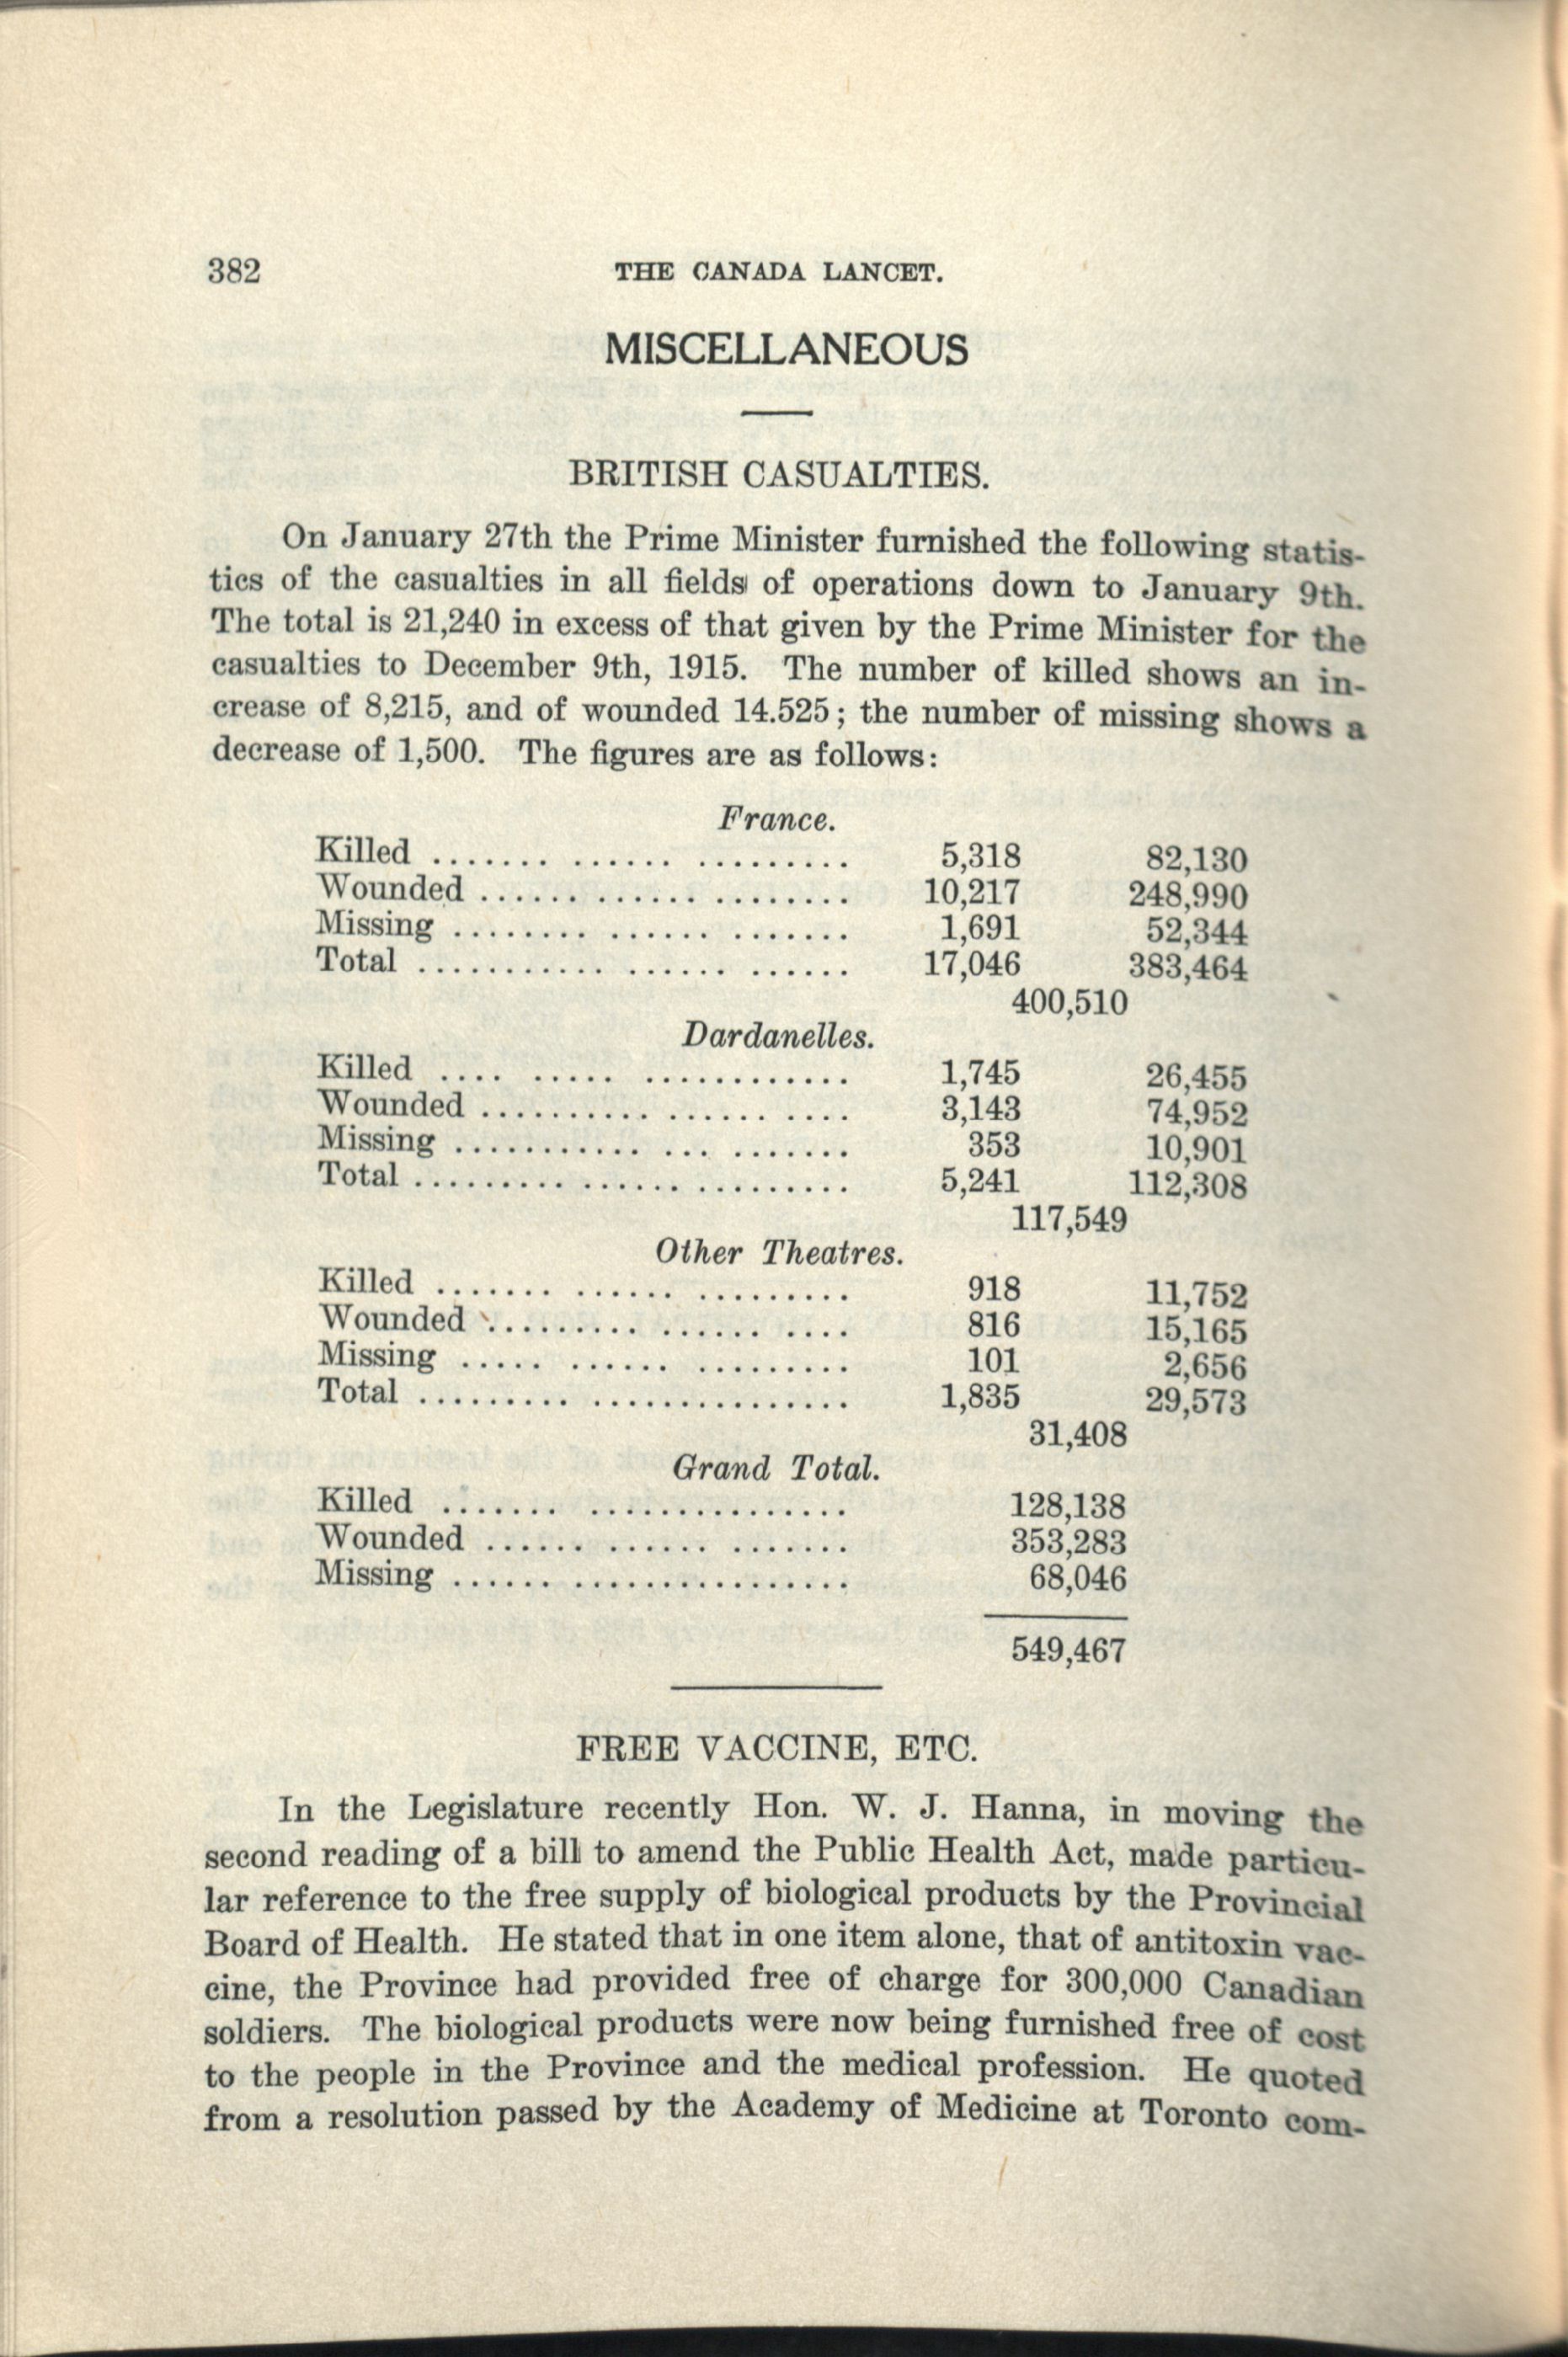 382 THE CANADA LANCET.
MISCELLANEOUS
BRITISH CASUALTIES.
On January 27th the Prime Minister furnished the following statis-
tics of the casualties in all fields of operations down to January 9th.
The total is 21,240 in excess of that given by the Prime Minister for the
casualties to December 9th, 1915. The number of killed shows an in-
crease of 8,215, and of wounded 14.525; the number of missing shows a
decrease of 1,500. The figures are as follows:
France.
Killed ....... ...... ......... 5,318 82,130
Wounded ...... ...... ........ 10,217 248,990
Missing ........ ...... ....... 1,691 52,344
Total ........... ...... ...... 17,046 383,464
400,510
Dardanelles.
Killed .... ..... ............ 1,745 26,455
Wounded .......... ...... .... 3,143 74,952
Missing ........... ... ....... 353 10,901
Total ......... ...... ......... 5,241 112,308
117,549
Other Theatres.
Killed ....... ...... ......... 918 11,752
Wounded ......... ...... .... 816 15,165
Missing ..... ...... ......... 101 2,656
Total ......... ............... 1,835 29,573
31,408
Grand Total.
Killed ....... ............... 128,138
Wounded ...... ...... ....... 353,283
Missing ...... ................ 68,046
549,467
FREE VACCINE, ETC.
In the Legislature recently Hon. W. J. Hanna, in moving the
second reading of a bill to amend the Public Health Act, made particu-
lar reference to the free supply of biological products by the Provincial
Board of Health. He stated that in one item alone, that of antitoxin vac-
cine, the Province had provided free of charge for 300,000 Canadian
soldiers. The biological products were now being furnished free of cost
to the people in the Province and the medical profession. He quoted
from a resolution passed by the Academy of Medicine at Toronto com-